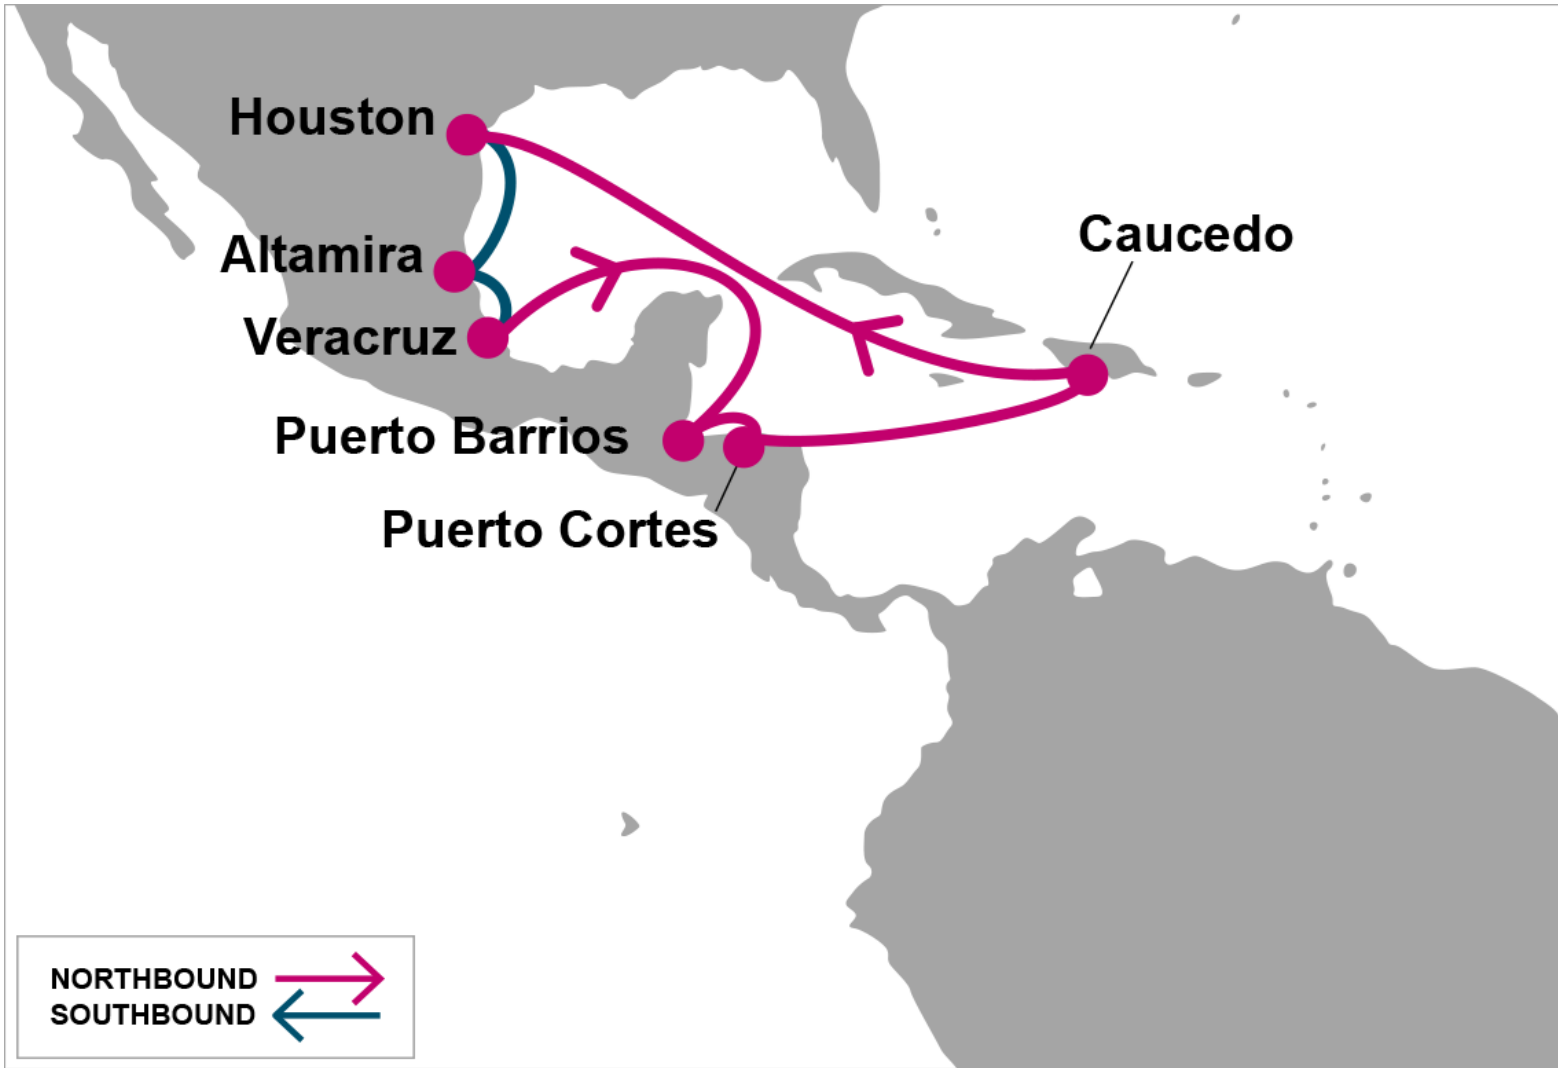 Houston
Altamira
Caucedo
Veracruz
Puerto Barrios
Puerto Cortes
NORTHBOUND
SOUTHBOUND